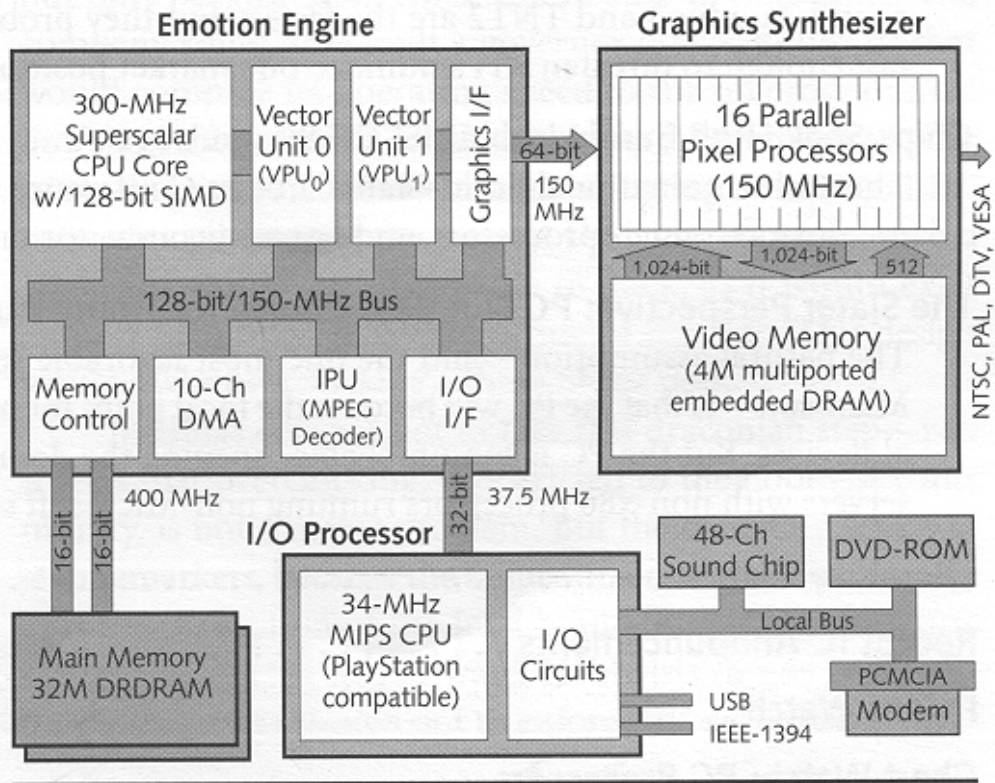 Emotion Engine
Graphics Synthesizer
300-MHz
Superscalar
CPU Core
w/128-bit SIMD
Vector
Unit 0
(VPU₀)
Vector
Unit 1
(VPU₁)
Graphics I/F
64-bit
150
MHz
16 Parallel
Pixel Processors
(150 MHz)
NTSC, PAL, DTV, VESA
1,024-bit
1,024-bit
512
128-bit/150-MHz Bus
Video Memory
(4M multiported
embedded DRAM)
Memory
Control
10-Ch
DMA
IPU
(MPEG
Decoder)
I/O
I/F
16-bit
16-bit
400 MHz
32-bit
37.5 MHz
I/O Processor
48-Ch
Sound Chip
DVD-ROM
34-MHz
MIPS CPU
(PlayStation
compatible)
I/O
Circuits
Local Bus
Main Memory
32M DRDRAM
PCMCIA
Modem
USB
IEEE-1394